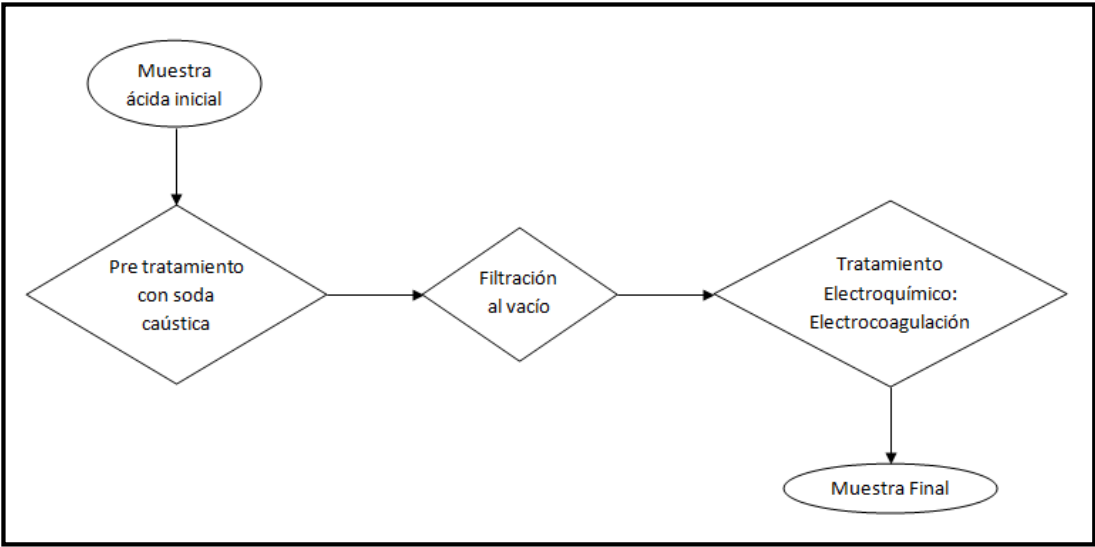 Muestra
ácida inicial
Pre tratamiento
con soda
caústica
Filtración
al vacío
Tratamiento
Electroquímico:
Electrocoagulación
Muestra Final